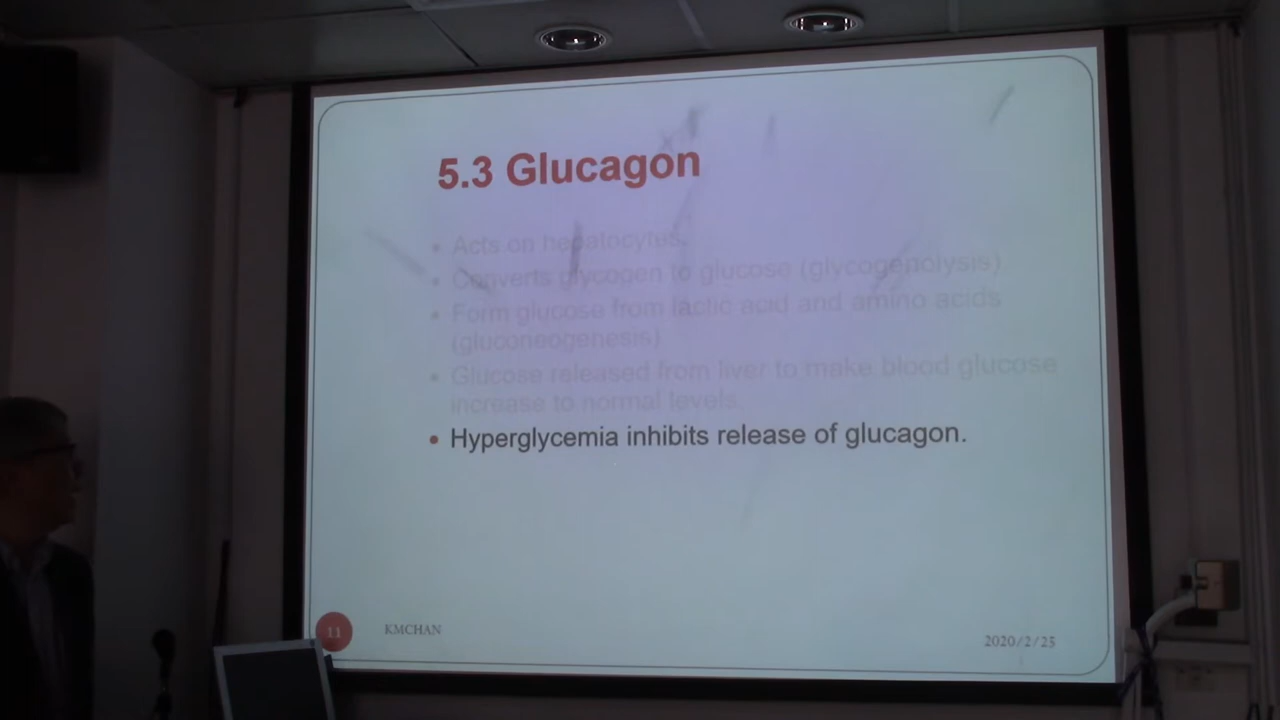 5.3 Glucagon
• Acts on hepatocytes.
• Converts glycogen to glucose (glycogenolysis)
• Form glucose from lactic acid and amino acids
(gluconeogenesis)
• Glucose released from liver to make blood glucose
increase to normal levels.
• Hyperglycemia inhibits release of glucagon.
11
KMCHAN
2020/2/25